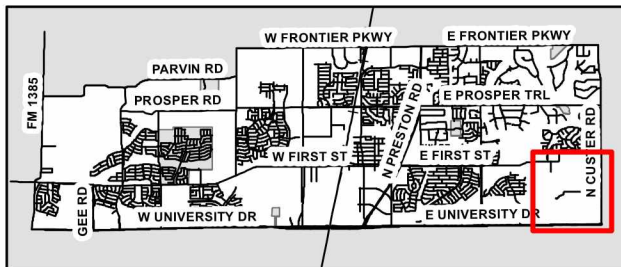 W FRONTIER PKWY
E FRONTIER PKWY
PARVIN RD
PROSPER RD
E PROSPER TRL
FM 1385
N PRESTON RD
N CUSTER RD
W FIRST ST
E FIRST ST
GEE RD
W UNIVERSITY DR
E UNIVERSITY DR